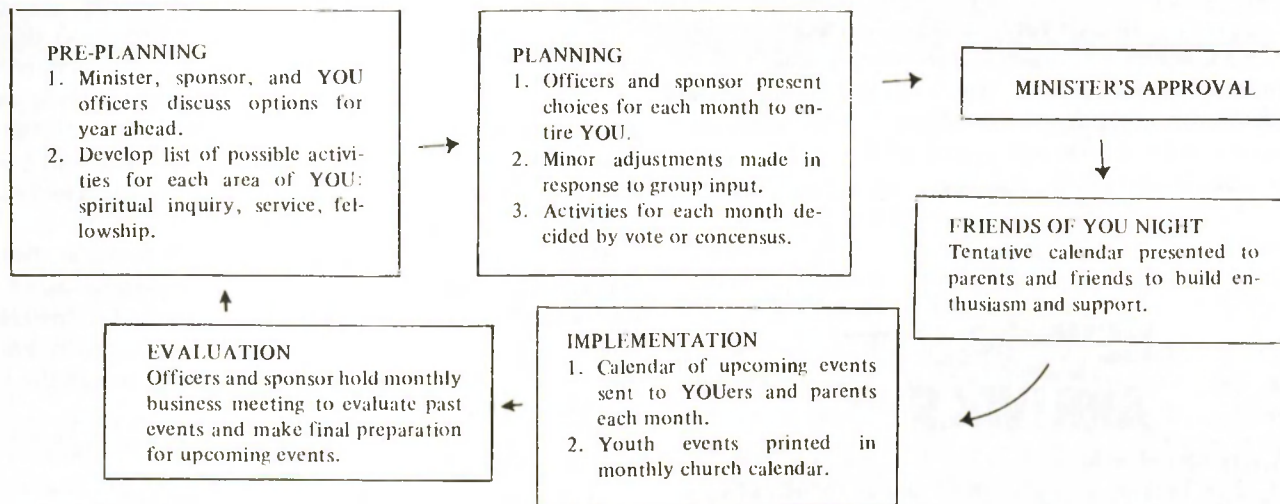 PRE-PLANNING
1. Minister, sponsor, and YOU
officers discuss options for
year ahead.
2. Develop list of possible activi-
ties for each area of YOU:
spiritual inquiry, service, fel-
lowship.
PLANNING
1. Officers and sponsor present
choices for each month to en-
tire YOU.
2. Minor adjustments made in
response to group input.
3. Activities for each month de-
cided by vote or concensus.
MINISTER'S APPROVAL
FRIENDS OF YOU NIGHT
Tentative calendar presented to
parents and friends to build en-
thusiasm and support.
IMPLEMENTATION
1. Calendar of upcoming events
sent to YOUers and parents
each month.
2. Youth events printed in
monthly church calendar.
EVALUATION
Officers and sponsor hold monthly
business meeting to evaluate past
events and make final preparation
for upcoming events.